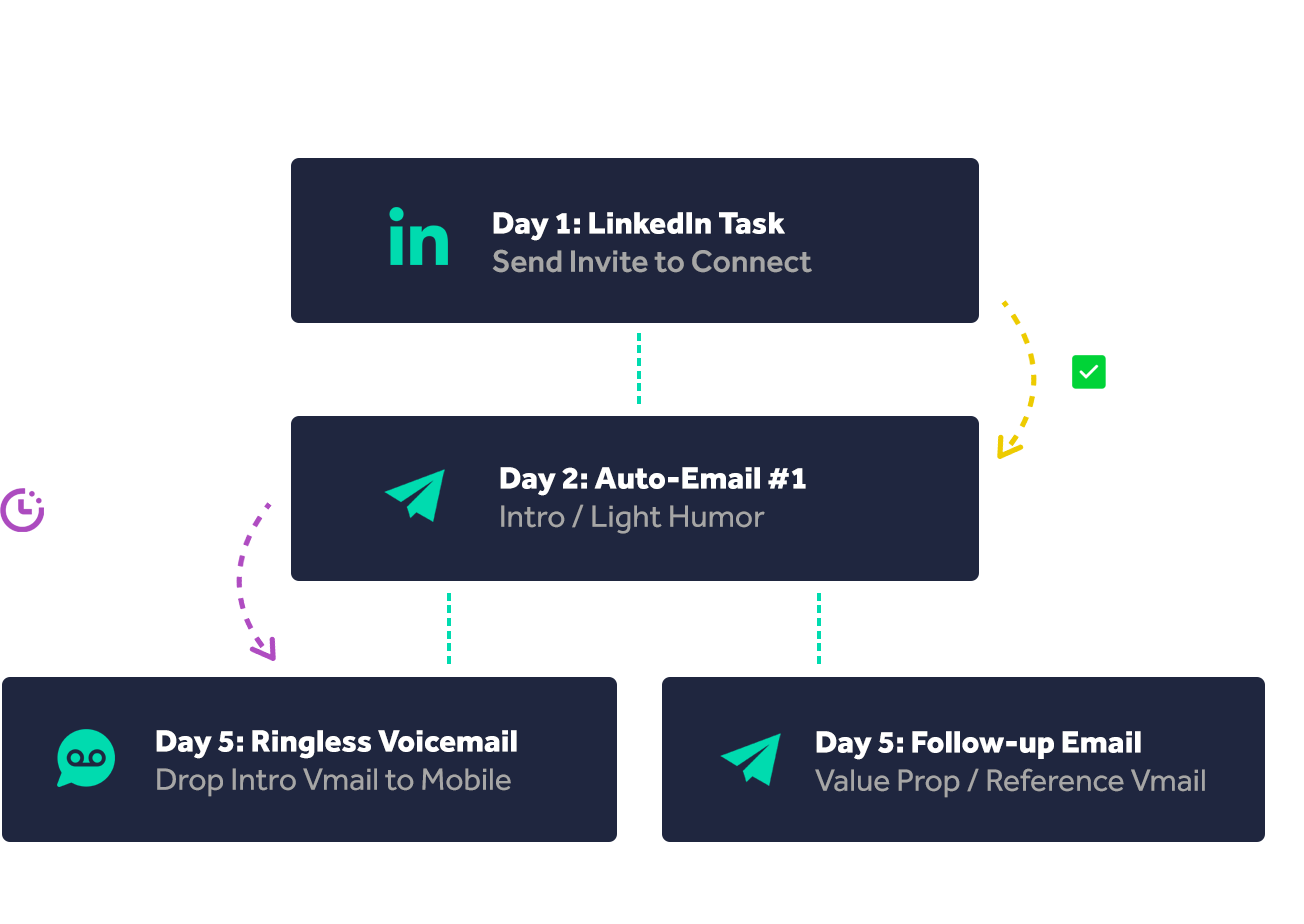 in
Day 1: LinkedIn Task
Send Invite to Connect
Day 2: Auto-Email #1
Intro / Light Humor
Day 5: Ringless Voicemail
Drop Intro Vmail to Mobile
Day 5: Follow-up Email
Value Prop / Reference Vmail